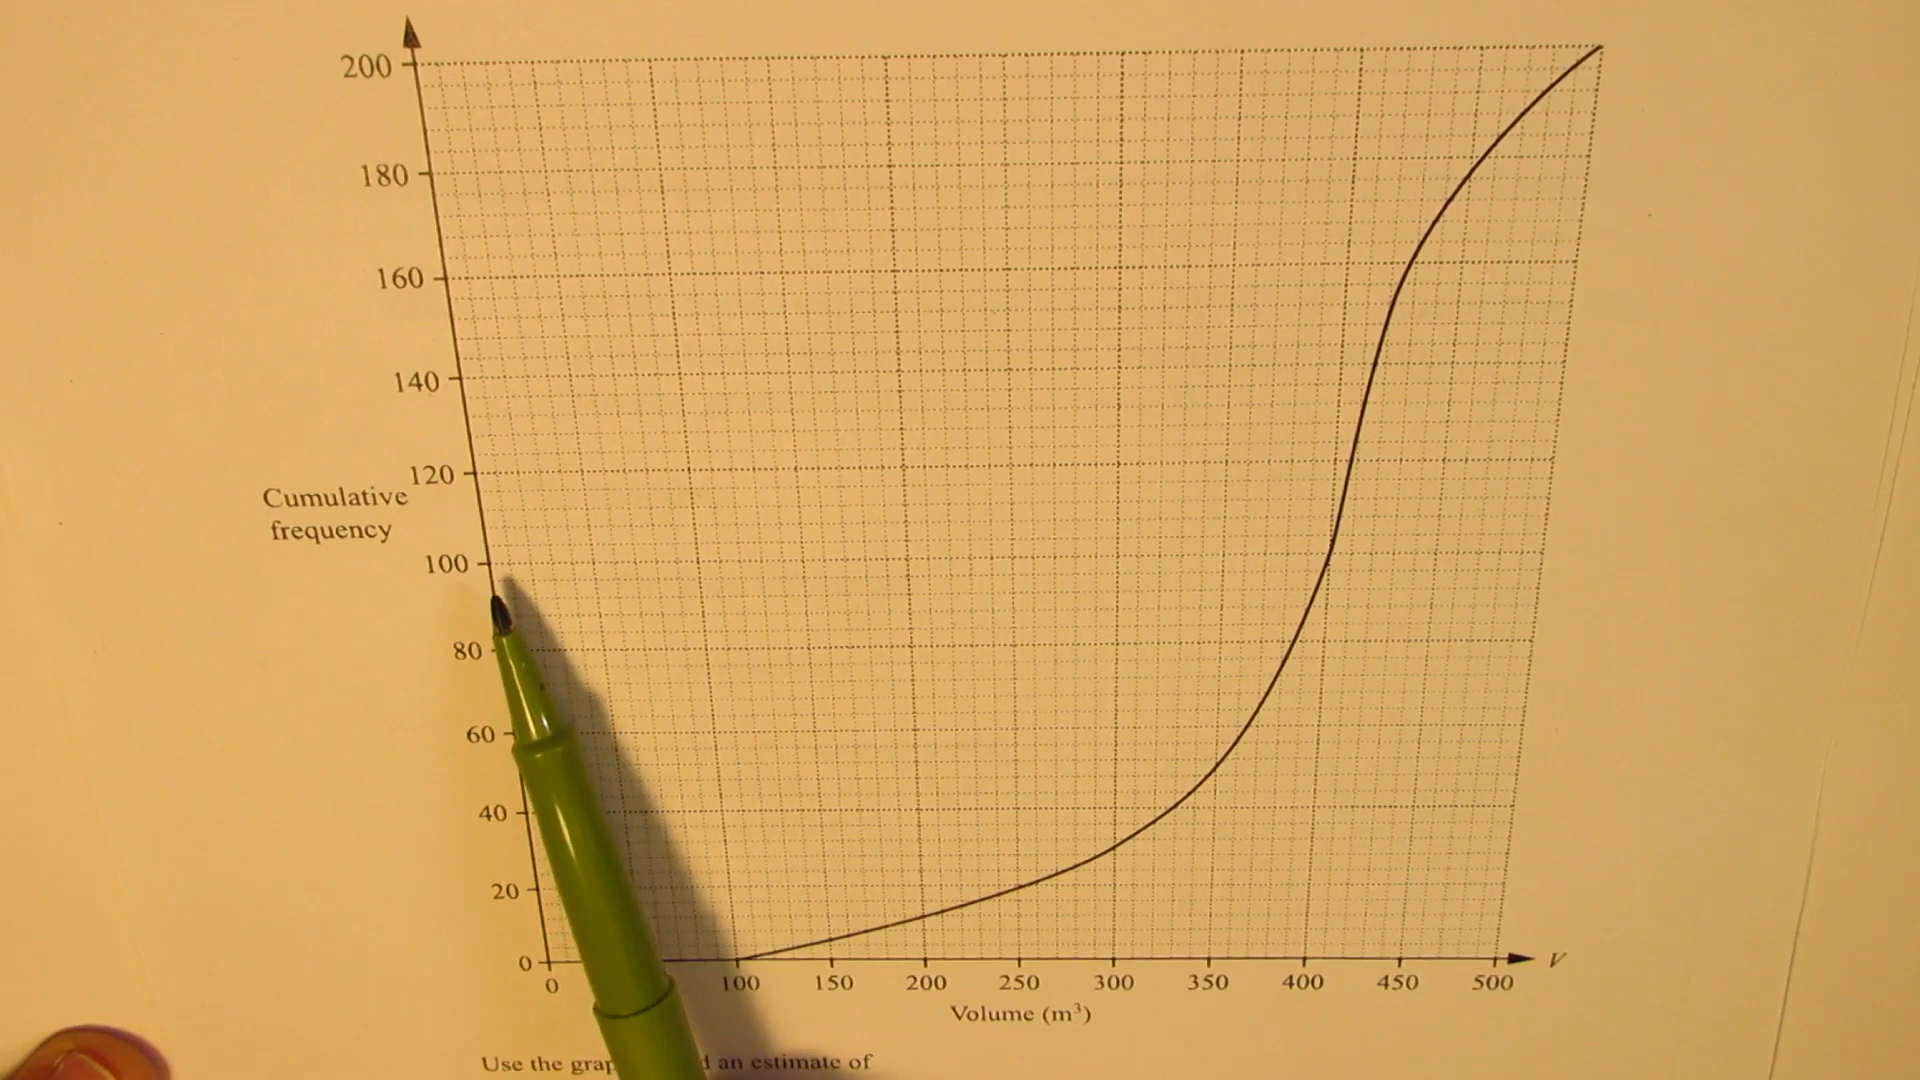 200
180
160
140
120
Cumulative
frequency
100
80
60
40
20
0
0 100 150 200 250 300 350 400 450 500
V
Volume (m³)
Use the an estimate of